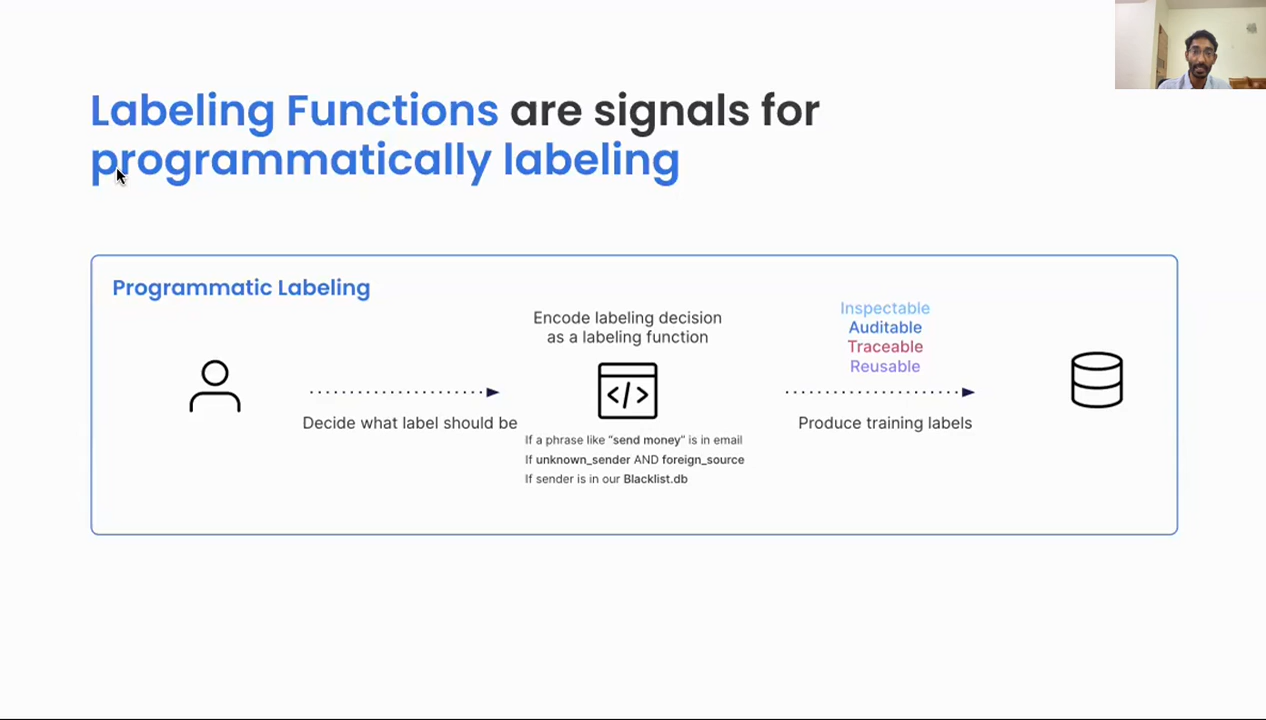 Labeling Functions are signals for
programmatically labeling
Programmatic Labeling
Decide what label should be
Encode labeling decision
as a labeling function
If a phrase like “send money” is in email
If unknown_sender AND foreign_source
If sender is in our Blacklist.db
Inspectable
Auditable
Traceable
Reusable
Produce training labels